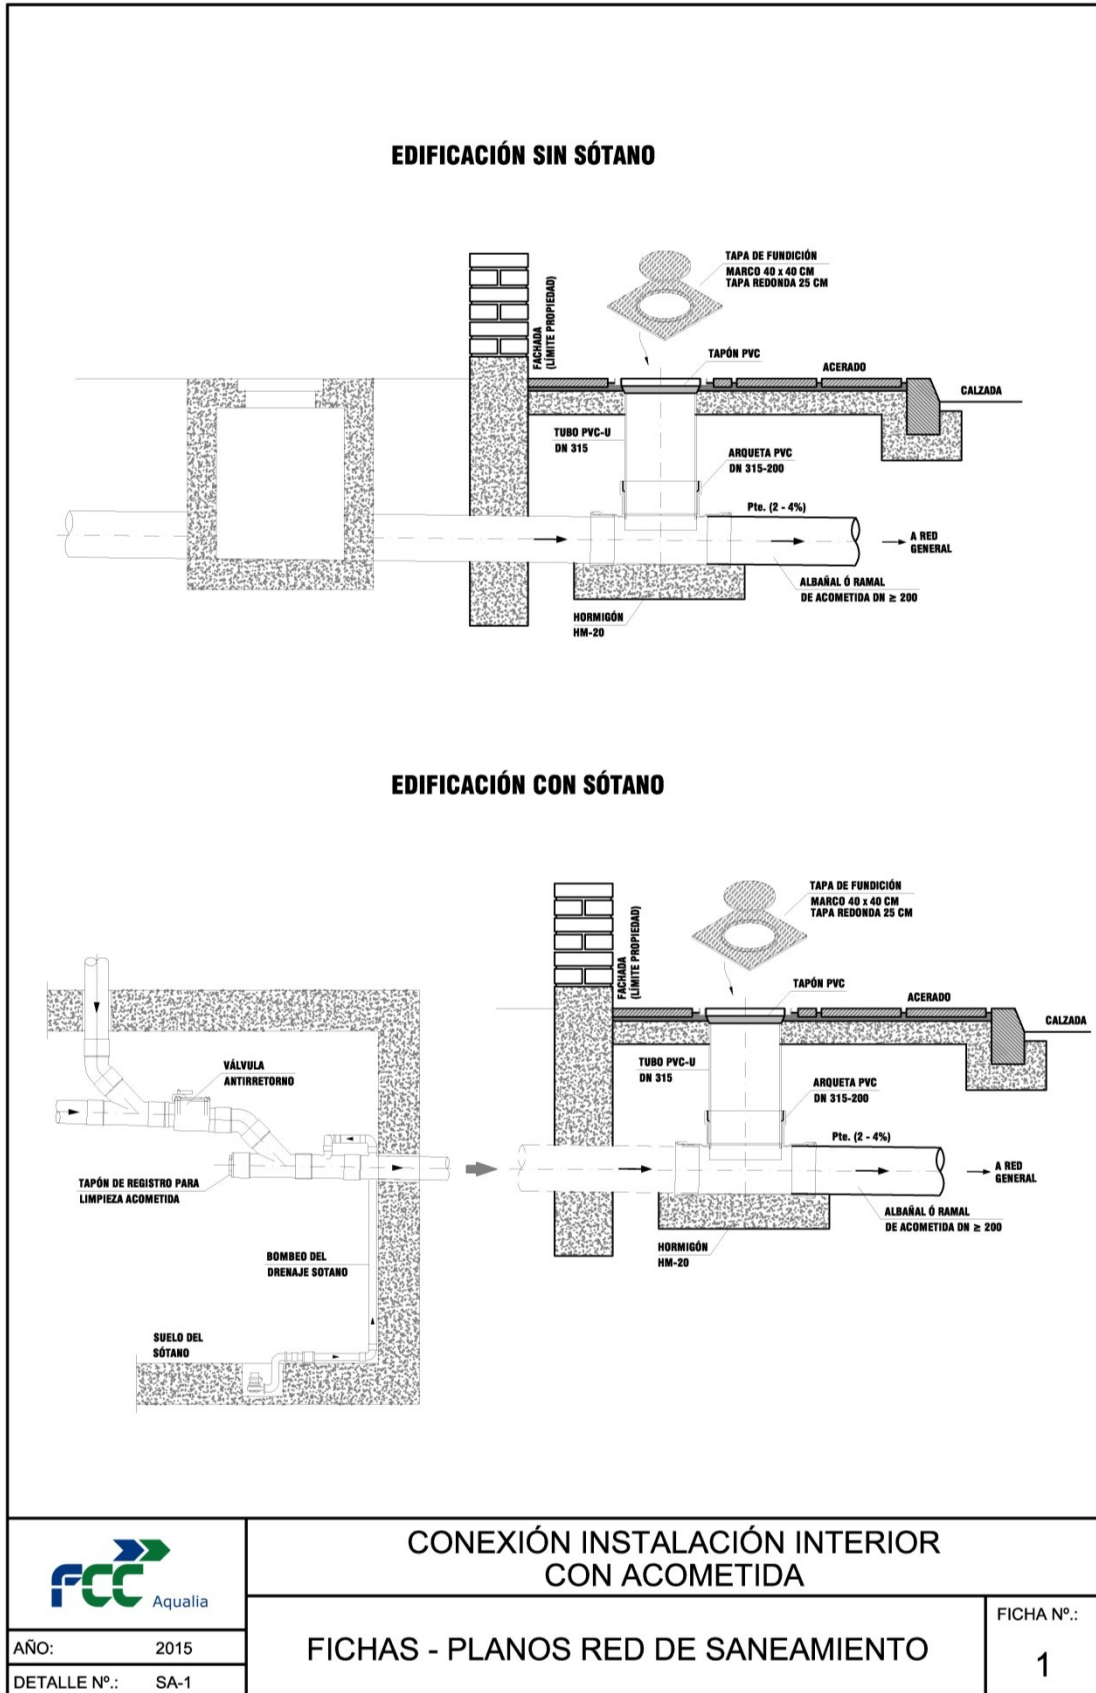 EDIFICACIÓN SIN SÓTANO
TAPA DE FUNDICIÓN
MARCO 40 x 40 CM
TAPA REDONDA 25 CM
FACHADA
(LÍMITE PROPIEDAD)
TAPÓN PVC
ACERADO
CALZADA
TUBO PVC-U
DN 315
ARQUETA PVC
DN 315-200
Pte. (2 - 4%)
A RED
GENERAL
ALBAÑAL Ó RAMAL
DE ACOMETIDA DN ≥ 200
HORMIGÓN
HM-20
EDIFICACIÓN CON SÓTANO
TAPA DE FUNDICIÓN
MARCO 40 x 40 CM
TAPA REDONDA 25 CM
FACHADA
(LÍMITE PROPIEDAD)
TAPÓN PVC
ACERADO
CALZADA
VÁLVULA
ANTIRRETORNO
TUBO PVC-U
DN 315
ARQUETA PVC
DN 315-200
Pte. (2 - 4%)
A RED
GENERAL
TAPÓN DE REGISTRO PARA
LIMPIEZA ACOMETIDA
ALBAÑAL Ó RAMAL
DE ACOMETIDA DN ≥ 200
HORMIGÓN
HM-20
BOMBEO DEL
DRENAJE SOTANO
SUELO DEL
SÓTANO
FCC
Aqualia
CONEXIÓN INSTALACIÓN INTERIOR
CON ACOMETIDA
AÑO: 2015
DETALLE Nº.: SA-1
FICHAS - PLANOS RED DE SANEAMIENTO
FICHA Nº.:
1